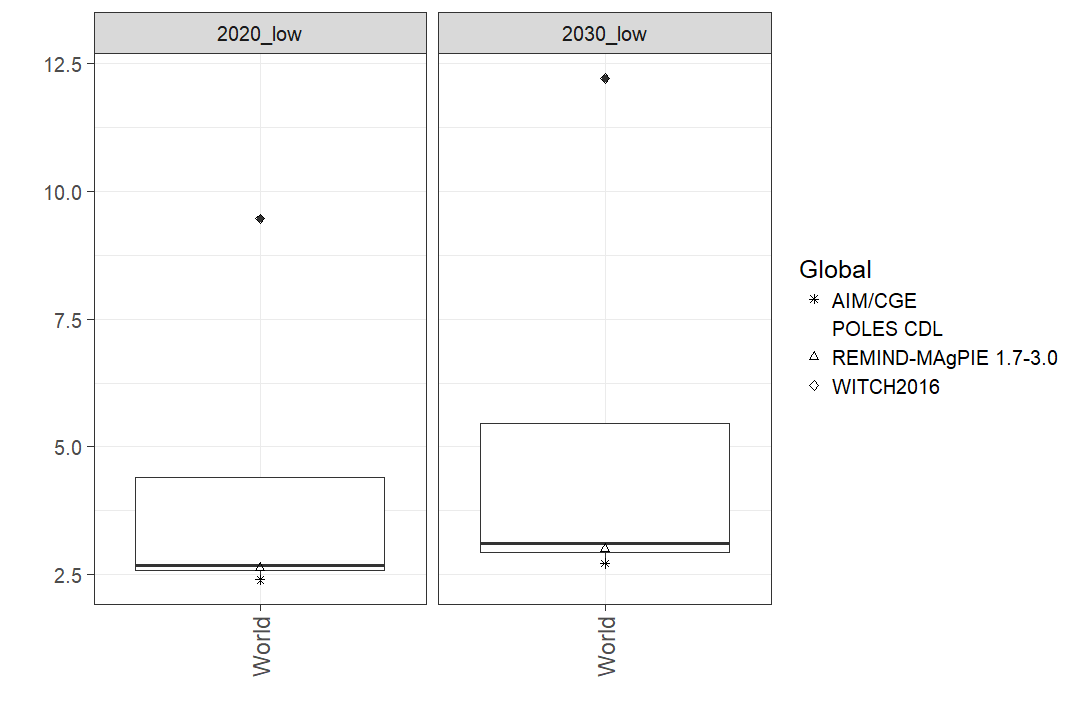 2020_low
2030_low
12.5
10.0
7.5
5.0
2.5
World
World
Global
AIM/CGE
POLES CDL
REMIND-MAgPIE 1.7-3.0
WITCH2016